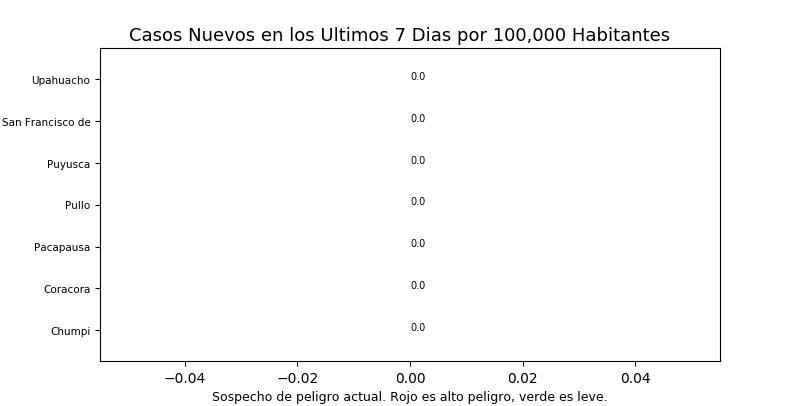 Casos Nuevos en los Ultimos 7 Dias por 100,000 Habitantes
Upahuacho 0.0
San Francisco de 0.0
Puyusca 0.0
Pullo 0.0
Pacapausa 0.0
Coracora 0.0
Chumpi 0.0
−0.04 −0.02 0.00 0.02 0.04
Sospecho de peligro actual. Rojo es alto peligro, verde es leve.